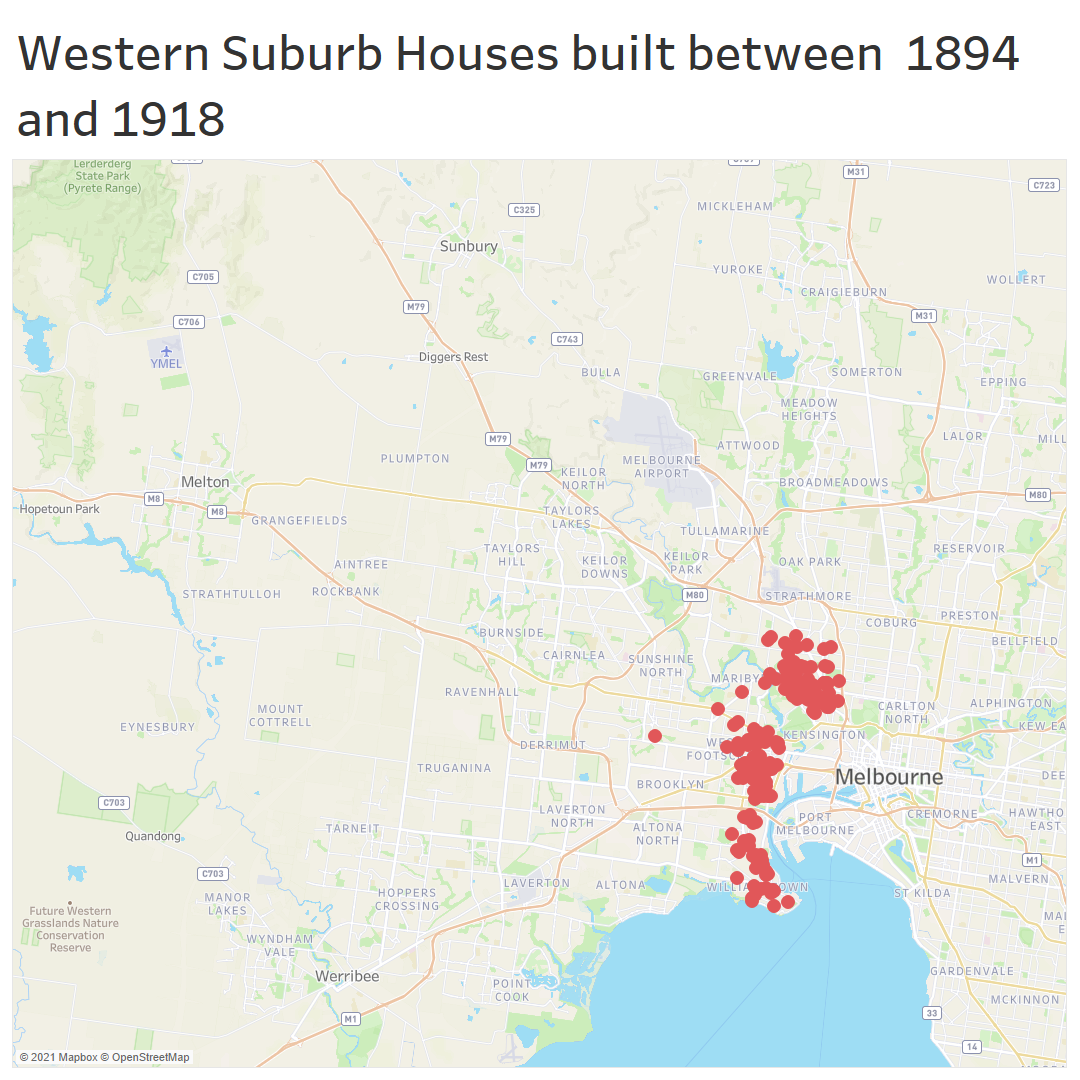 Western Suburb Houses built between 1894
and 1918
Lerderderg
State Park
(Pyrete Range)
M31
C723
C325
MICKLEHAM
Sunbury
YUROKE
C705
WOLLERT
CRAIGIEBURN
M79
M31
C706
C743
YMEL
Diggers Rest
BULLA
GREENVALE
SOMERTON
EPPING
MEADOW
HEIGHTS
M79
LALOR
MILL
ATTWOOD
PLUMPTON
M79
MELBOURNE
AIRPORT
KEILOR
NORTH
Melton
BROADMEADOWS
M8
M80
Hopetoun Park
M8
GRANGEFIELDS
TAYLORS
LAKES
TULLAMARINE
TAYLORS
HILL
RESERVOIR
KEILOR
DOWNS
KEILOR
PARK
OAK PARK
AINTREE
STRATHTULLOH
ROCKBANK
M80
STRATHMORE
PRESTON
COBURG
BURNSIDE
BELLFIELD
CAIRNLEA
SUNSHINE
NORTH
MARIBY
RAVENHALL
ALPHINGTON
MOUNT
COTTRELL
CARLTON
NORTH
EYNESBURY
KEW EA
KENSINGTON
DERRIMUT
WE
FOOTSC
TRUGANINA
Melbourne
DEE
BROOKLYN
C703
LAVERTON
NORTH
PORT
MELBOURNE
CREMORNE
HAWTHO
EAST
TARNEIT
ALTONA
NORTH
Quandong
M1
C703
MALVERN
LAVERTON
ALTONA
WILLIA
OWN
ST KILDA
HOPPERS
CROSSING
MANOR
LAKES
Future Western
Grasslands Nature
Conservation
Reserve
MAI
E
WYNDHAM
VALE
GARDENVALE
Werribee
POINT
COOK
MCKINNON
33
M1
14
© 2021 Mapbox © OpenStreetMap